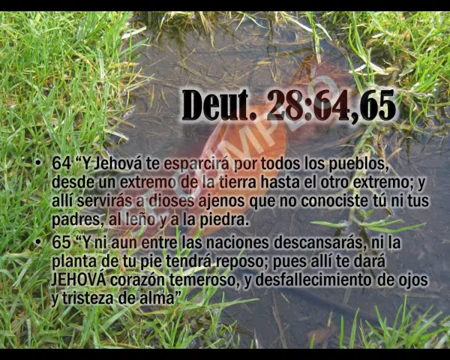 Deut. 28:64,65
SE CUMPLIÓ
• 64 “Y Jehová te esparcirá por todos los pueblos,
desde un extremo de la tierra hasta el otro extremo; y
allí servirás a dioses ajenos que no conociste tú ni tus
padres, al leño y a la piedra.
• 65 “Y ni aun entre las naciones descansarás, ni la
planta de tu pie tendrá reposo; pues allí te dará
JEHOVÁ corazón temeroso, y desfallecimiento de ojos
y tristeza de alma”